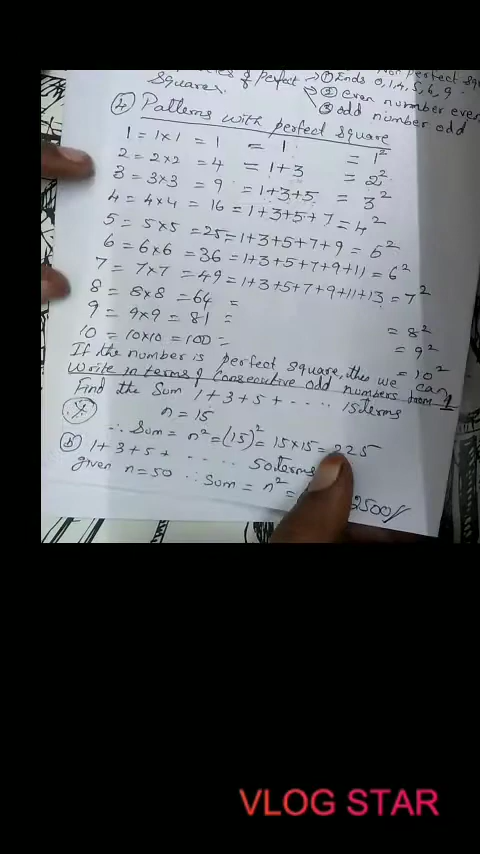 of perfect → ① Ends 0,1,4,5,6,9
Squares. ② even number even
③ odd number odd
④ Patterns with perfect square
1 = 1×1 = 1 = 1 = 1²
2 = 2×2 = 4 = 1+3 = 2²
3 = 3×3 = 9 = 1+3+5 = 3²
4 = 4×4 = 16 = 1+3+5+7 = 4²
5 = 5×5 = 25 = 1+3+5+7+9 = 5²
6 = 6×6 = 36 = 1+3+5+7+9+11 = 6²
7 = 7×7 = 49 = 1+3+5+7+9+11+13 = 7²
8 = 8×8 = 64 = = 8²
9 = 9×9 = 81 = = 9²
10 = 10×10 = 100 = = 10²
If the number is perfect square, then we can
write in terms of consecutive odd numbers from 1
Find the Sum 1+3+5+ ..... 15 terms
n = 15
∴ Sum = n² = (15)² = 15×15 = 225
1+3+5+ ..... 50 terms
given n=50 ∴ Sum = n² = 2500//
VLOG STAR